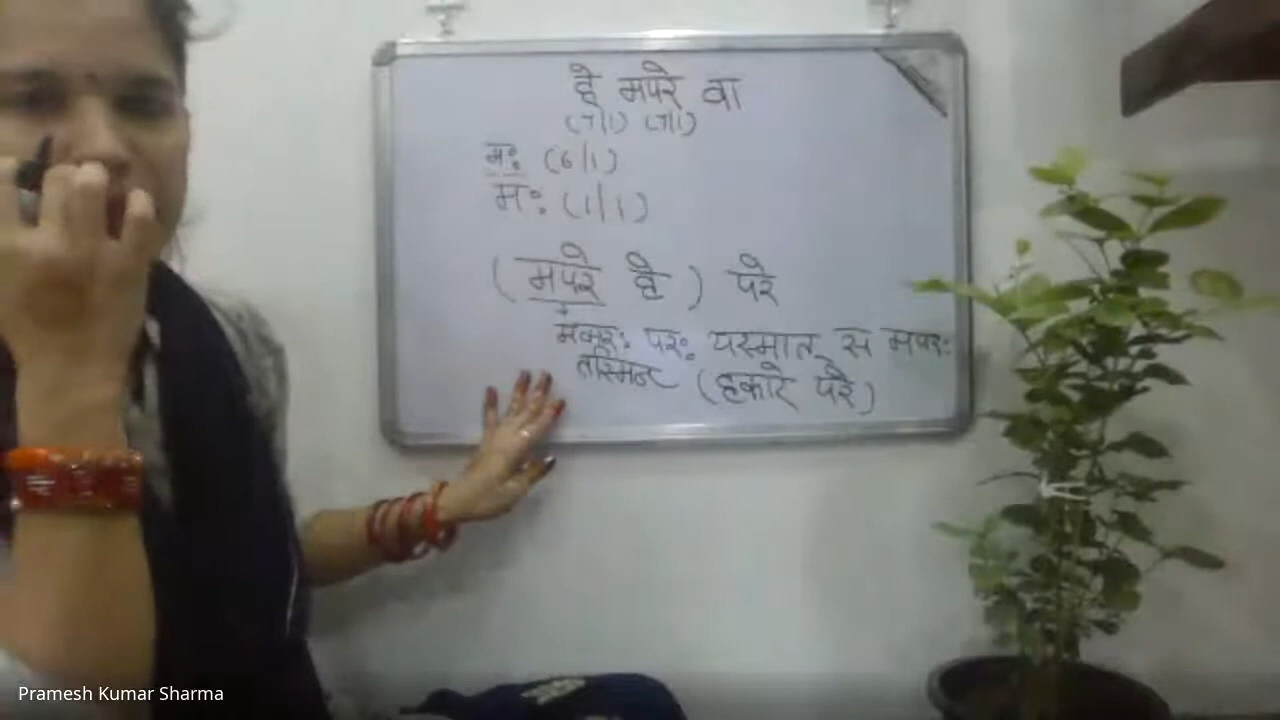 हे मपरे वा
(7|1) (7|1)
मः (6|1)
मः (1|1)
(मपरे हे) परे
मकारः परः यस्मात् स मपरः
तस्मिन् (हकारे परे)
Pramesh Kumar Sharma